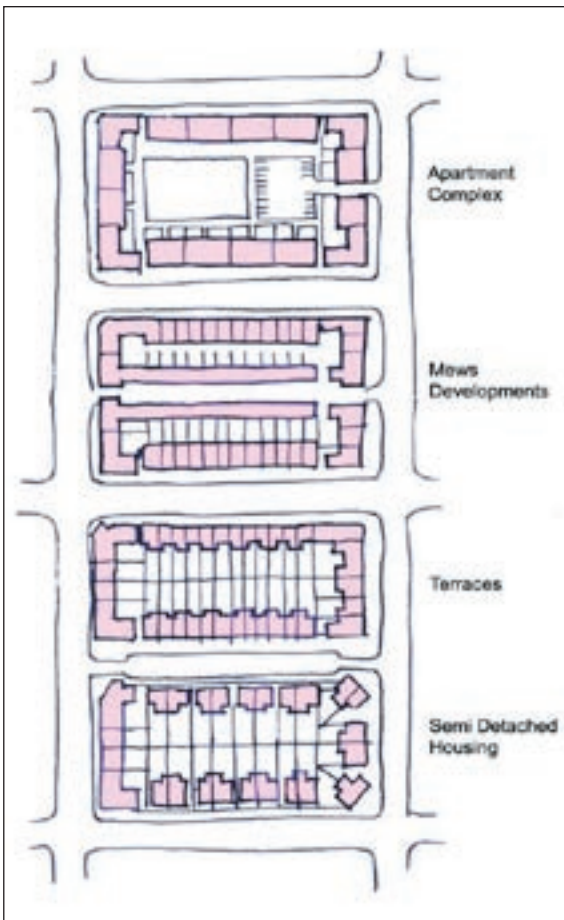 Apartment
Complex
Mews
Developments
Terraces
Semi Detached
Housing